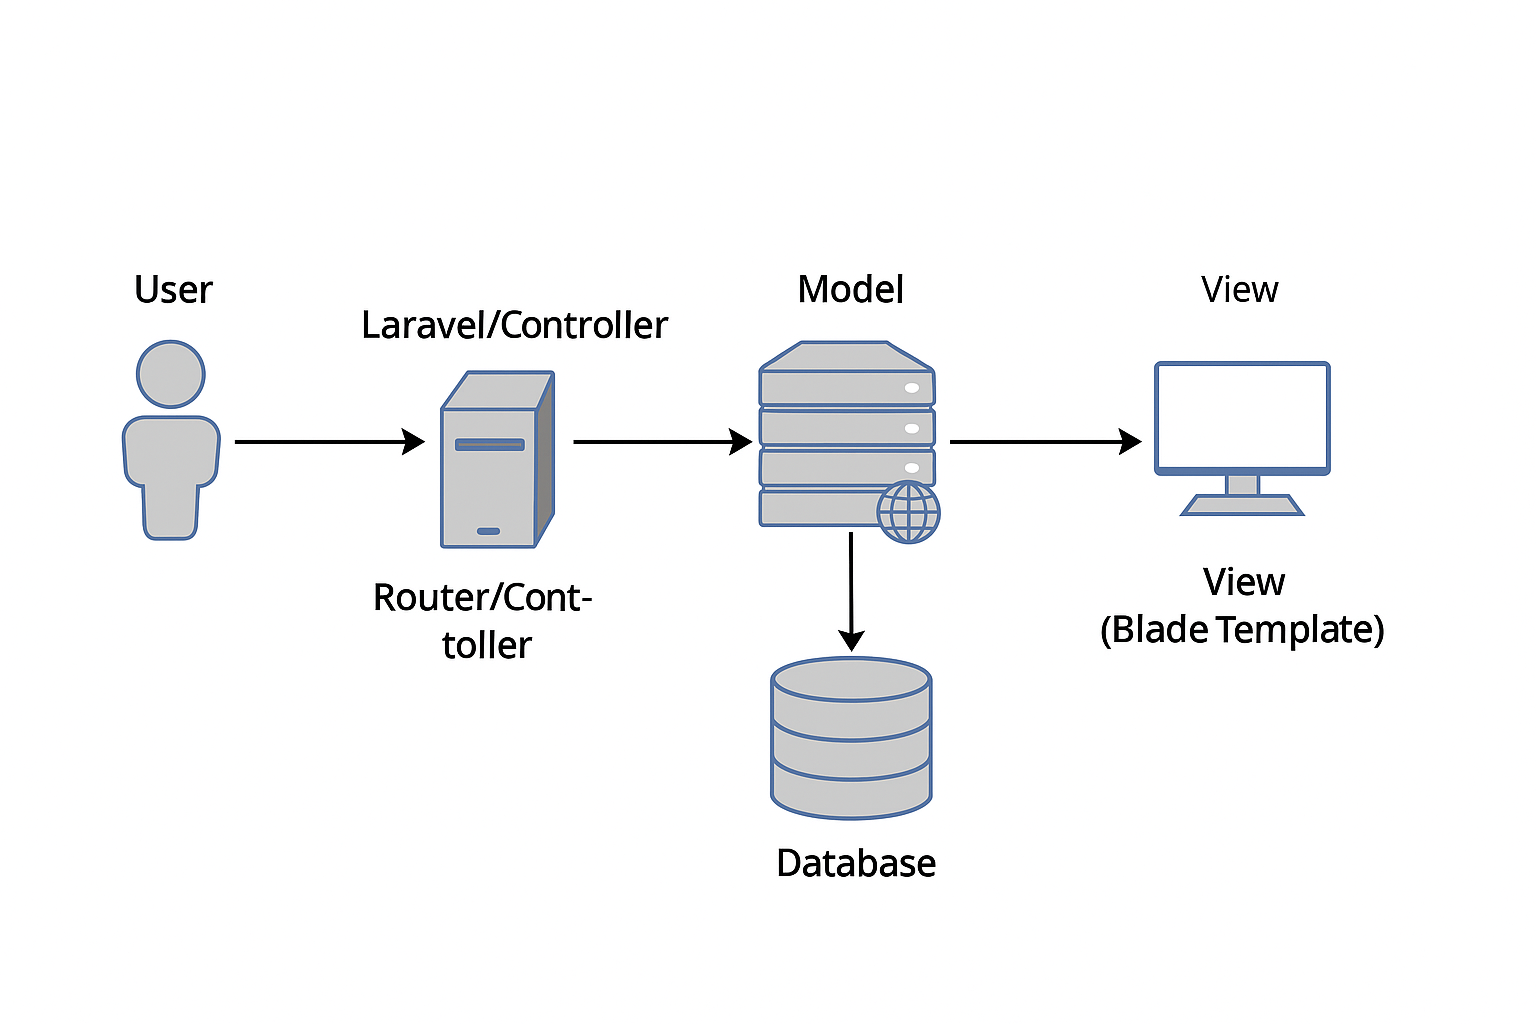 User
Laravel/Controller
Model
View
Router/Cont-
toller
View
(Blade Template)
Database